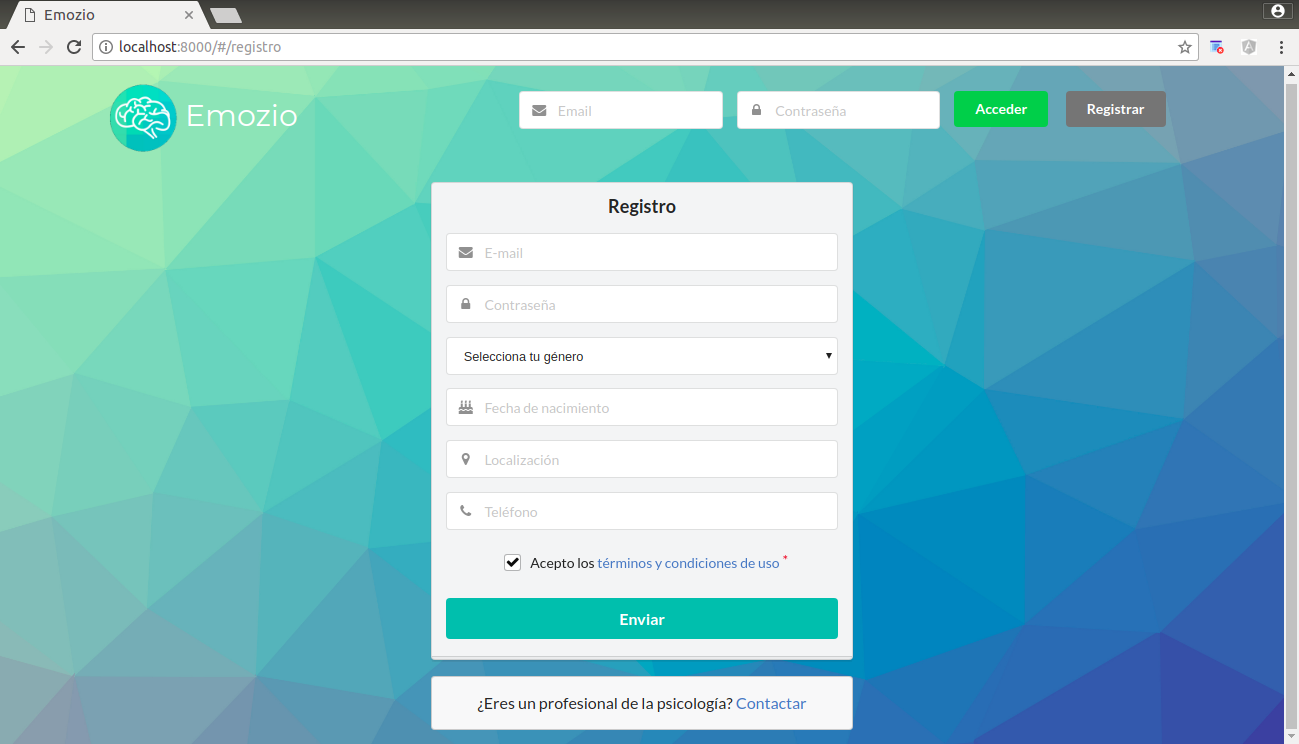 Emozio
localhost:8000/#/registro
Emozio
Email
Contraseña
Acceder
Registrar
Registro
E-mail
Contraseña
Selecciona tu género
Fecha de nacimiento
Localización
Teléfono
Acepto los términos y condiciones de uso *
Enviar
¿Eres un profesional de la psicología? Contactar